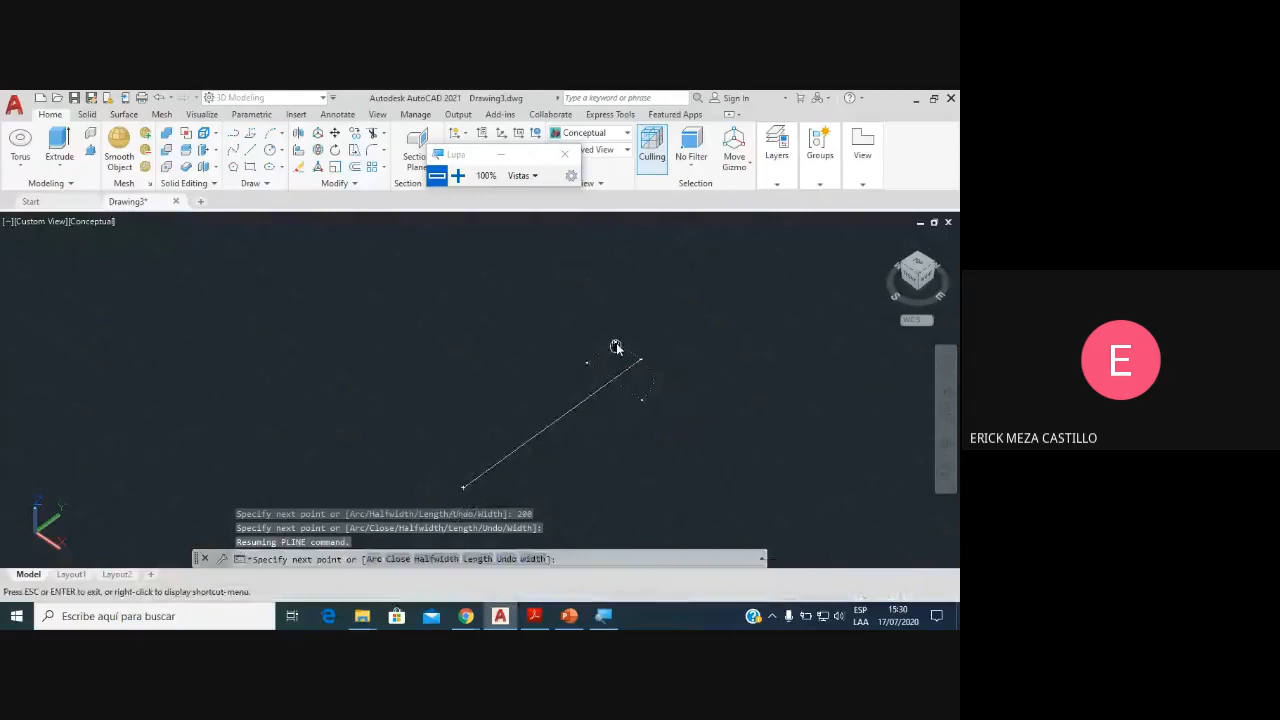 3D Modeling
Autodesk AutoCAD 2021 Drawing3.dwg
Type a keyword or phrase
Sign In
Home Solid Surface Mesh Visualize Parametric Insert Annotate View Manage Output Add-ins Collaborate Express Tools Featured Apps
Torus
Extrude
Smooth
Object
Section
Plane
Lupa
100% Vistas
Conceptual
ved View
Culling
No Filter
Move
Gizmo
Layers
Groups
View
Modeling
Mesh
Solid Editing
Draw
Modify
Section
Selection
Start
Drawing3*
[−][Custom View][Conceptual]
S
E
WCS
Z
Y
X
Specify next point or [Arc/Halfwidth/Length/Undo/Width]: 200
Specify next point or [Arc/Close/Halfwidth/Length/Undo/Width]:
Resuming PLINE command.
Specify next point or [Arc Close Halfwidth Length Undo Width]:
Model Layout1 Layout2 +
Press ESC or ENTER to exit, or right-click to display shortcut-menu.
Escribe aquí para buscar
ESP
LAA
15:30
17/07/2020
E
ERICK MEZA CASTILLO